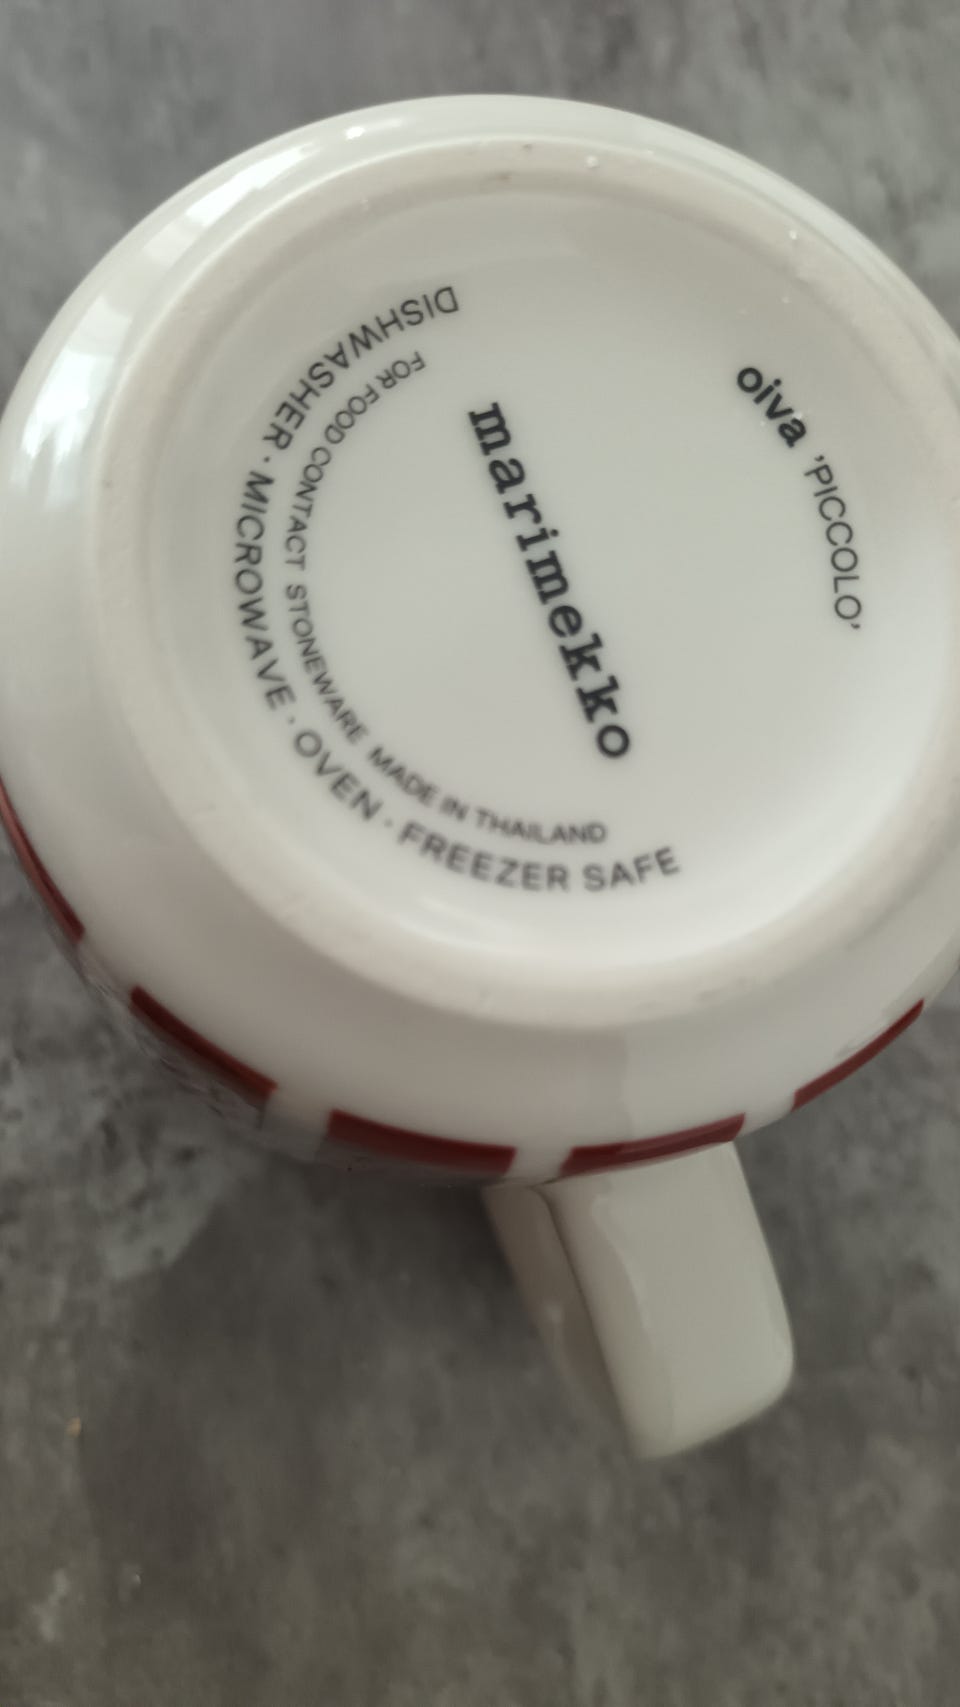 oiva 'PICCOLO'
marimekko
FOR FOOD CONTACT STONEWARE MADE IN THAILAND
DISHWASHER · MICROWAVE · OVEN · FREEZER SAFE